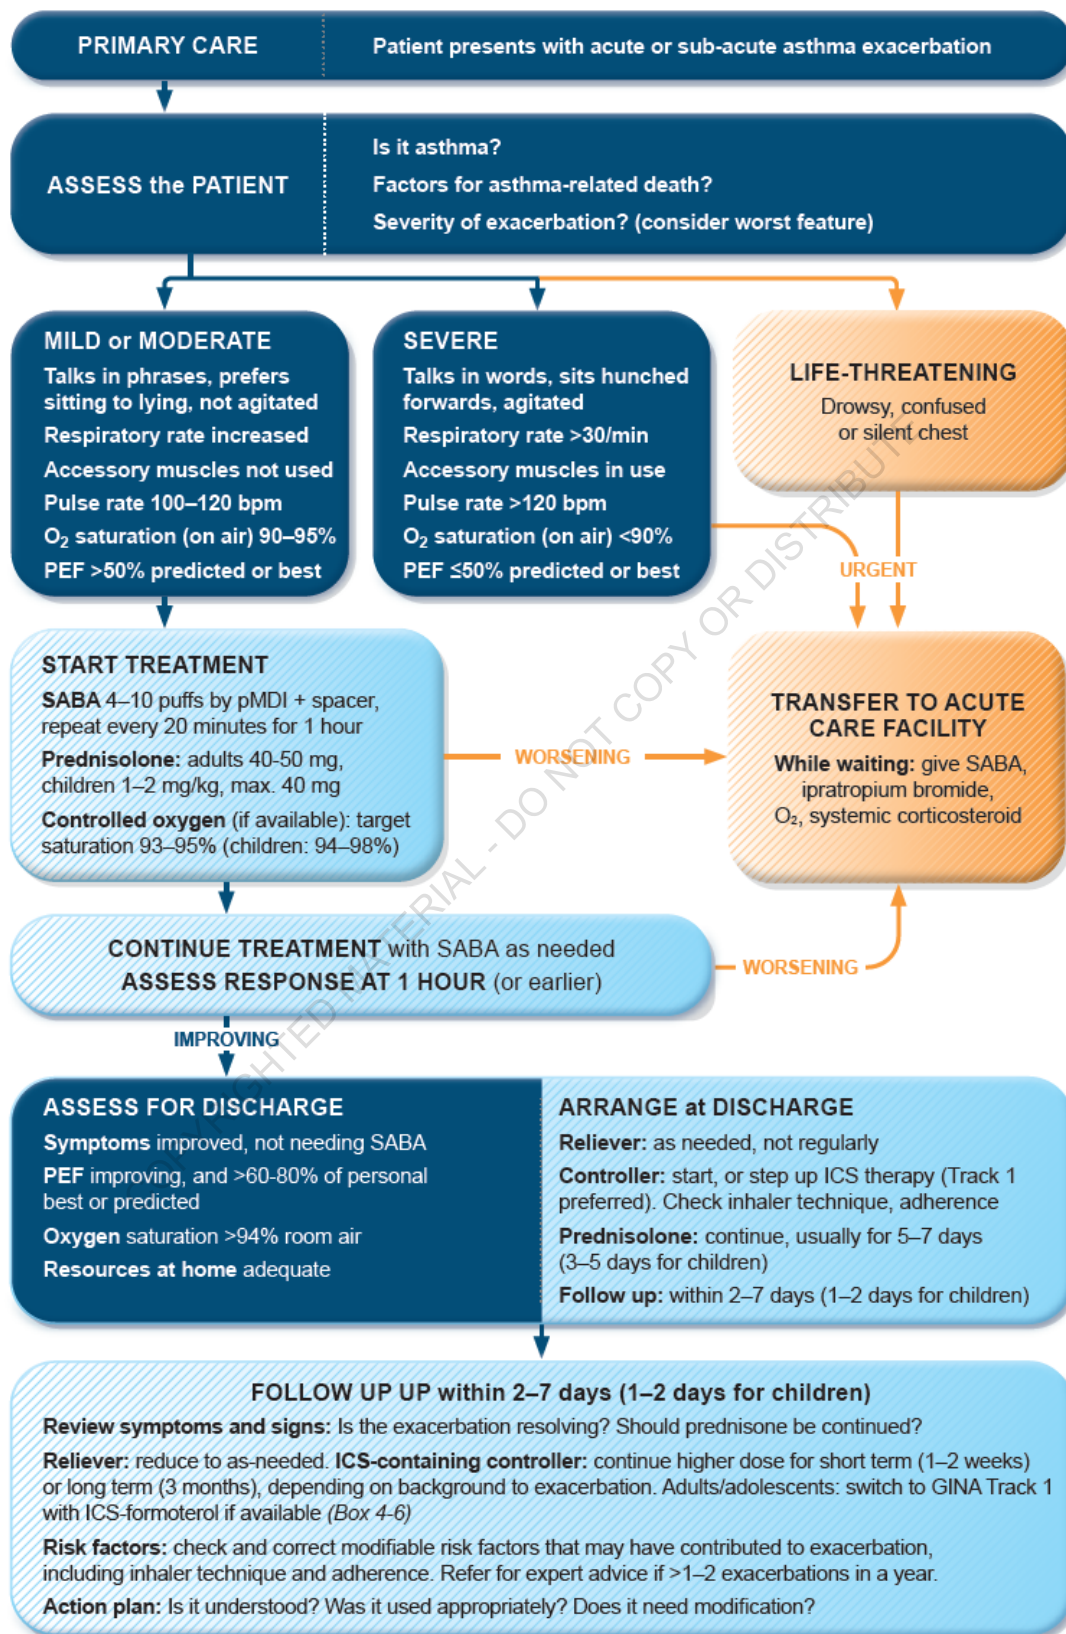 PRIMARY CARE
Patient presents with acute or sub-acute asthma exacerbation
ASSESS the PATIENT
Is it asthma?
Factors for asthma-related death?
Severity of exacerbation? (consider worst feature)
MILD or MODERATE
Talks in phrases, prefers
sitting to lying, not agitated
Respiratory rate increased
Accessory muscles not used
Pulse rate 100–120 bpm
O₂ saturation (on air) 90–95%
PEF >50% predicted or best
SEVERE
Talks in words, sits hunched
forwards, agitated
Respiratory rate >30/min
Accessory muscles in use
Pulse rate >120 bpm
O₂ saturation (on air) <90%
PEF ≤50% predicted or best
LIFE-THREATENING
Drowsy, confused
or silent chest
URGENT
START TREATMENT
SABA 4–10 puffs by pMDI + spacer,
repeat every 20 minutes for 1 hour
Prednisolone: adults 40-50 mg,
children 1–2 mg/kg, max. 40 mg
Controlled oxygen (if available): target
saturation 93–95% (children: 94–98%)
WORSENING
TRANSFER TO ACUTE
CARE FACILITY
While waiting: give SABA,
ipratropium bromide,
O₂, systemic corticosteroid
CONTINUE TREATMENT with SABA as needed
ASSESS RESPONSE AT 1 HOUR (or earlier)
WORSENING
IMPROVING
ASSESS FOR DISCHARGE
Symptoms improved, not needing SABA
PEF improving, and >60-80% of personal
best or predicted
Oxygen saturation >94% room air
Resources at home adequate
ARRANGE at DISCHARGE
Reliever: as needed, not regularly
Controller: start, or step up ICS therapy (Track 1
preferred). Check inhaler technique, adherence
Prednisolone: continue, usually for 5–7 days
(3–5 days for children)
Follow up: within 2–7 days (1–2 days for children)
FOLLOW UP UP within 2–7 days (1–2 days for children)
Review symptoms and signs: Is the exacerbation resolving? Should prednisone be continued?
Reliever: reduce to as-needed. ICS-containing controller: continue higher dose for short term (1–2 weeks)
or long term (3 months), depending on background to exacerbation. Adults/adolescents: switch to GINA Track 1
with ICS-formoterol if available (Box 4-6)
Risk factors: check and correct modifiable risk factors that may have contributed to exacerbation,
including inhaler technique and adherence. Refer for expert advice if >1–2 exacerbations in a year.
Action plan: Is it understood? Was it used appropriately? Does it need modification?
MATERIAL - DO NOT COPY OR